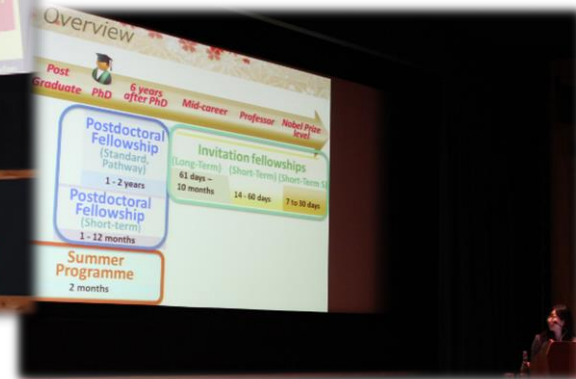 Overview
Post Graduate
PhD
6 years after PhD
Mid-career
Professor
Nobel Prize level
Postdoctoral
Fellowship
(Standard,
Pathway)
1 - 2 years
Postdoctoral
Fellowship
(Short-term)
1 - 12 months
Summer
Programme
2 months
Invitation fellowships
(Long-Term) (Short-Term) (Short-Term S)
61 days –
10 months
14 - 60 days
7 to 30 days